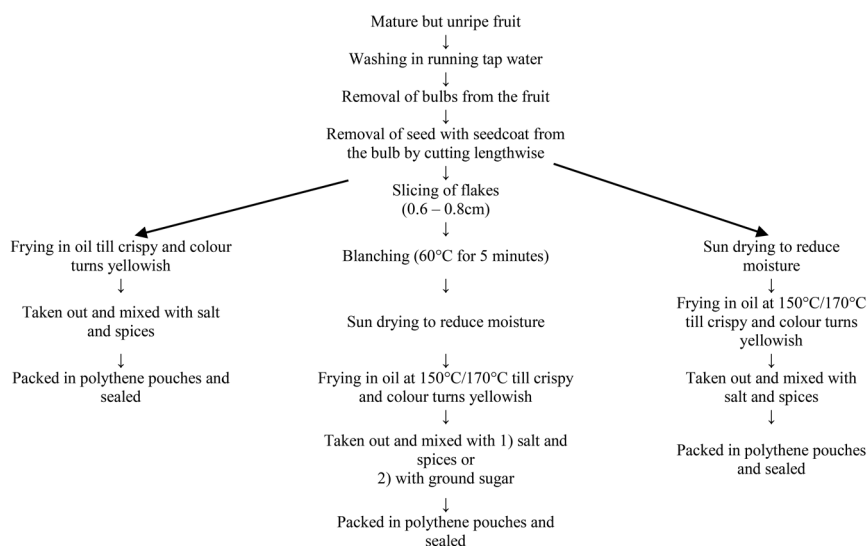 Mature but unripe fruit
↓
Washing in running tap water
↓
Removal of bulbs from the fruit
↓
Removal of seed with seedcoat from
the bulb by cutting lengthwise
↓
Slicing of flakes
(0.6 – 0.8cm)
↓
Blanching (60°C for 5 minutes)
↓
Sun drying to reduce moisture
↓
Frying in oil at 150°C/170°C till crispy
and colour turns yellowish
↓
Taken out and mixed with 1) salt and
spices or
2) with ground sugar
↓
Packed in polythene pouches and
sealed
Frying in oil till crispy and colour
turns yellowish
↓
Taken out and mixed with salt
and spices
↓
Packed in polythene pouches and
sealed
Sun drying to reduce
moisture
↓
Frying in oil at 150°C/170°C
till crispy and colour turns
yellowish
↓
Taken out and mixed with
salt and spices
↓
Packed in polythene pouches
and sealed